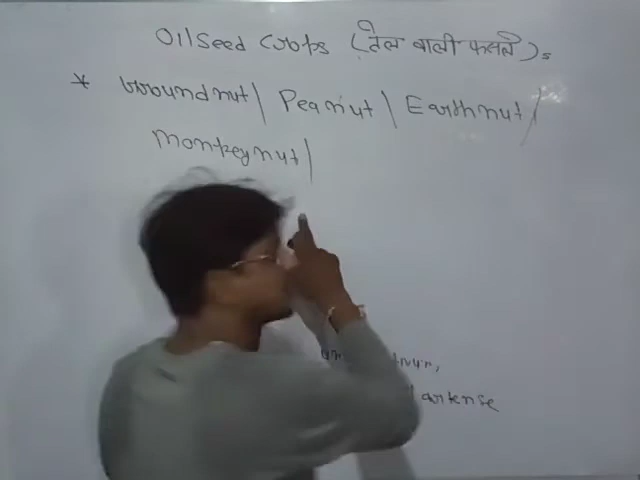 Oilseed Crops (तेल वाली फसले):
* Groundnut / Peanut / Earthnut /
Monkeynut /